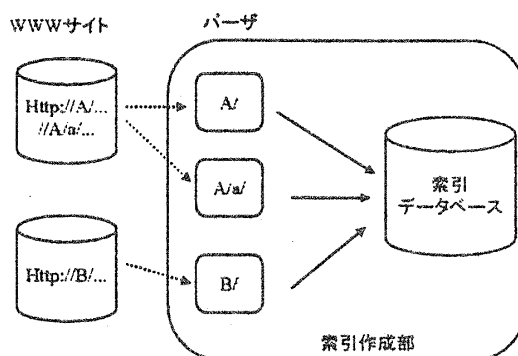 WWWサイト
パーザ
Http://A/...
//A/a/...
A/
A/a/
Http://B/...
B/
索引
データベース
索引作成部